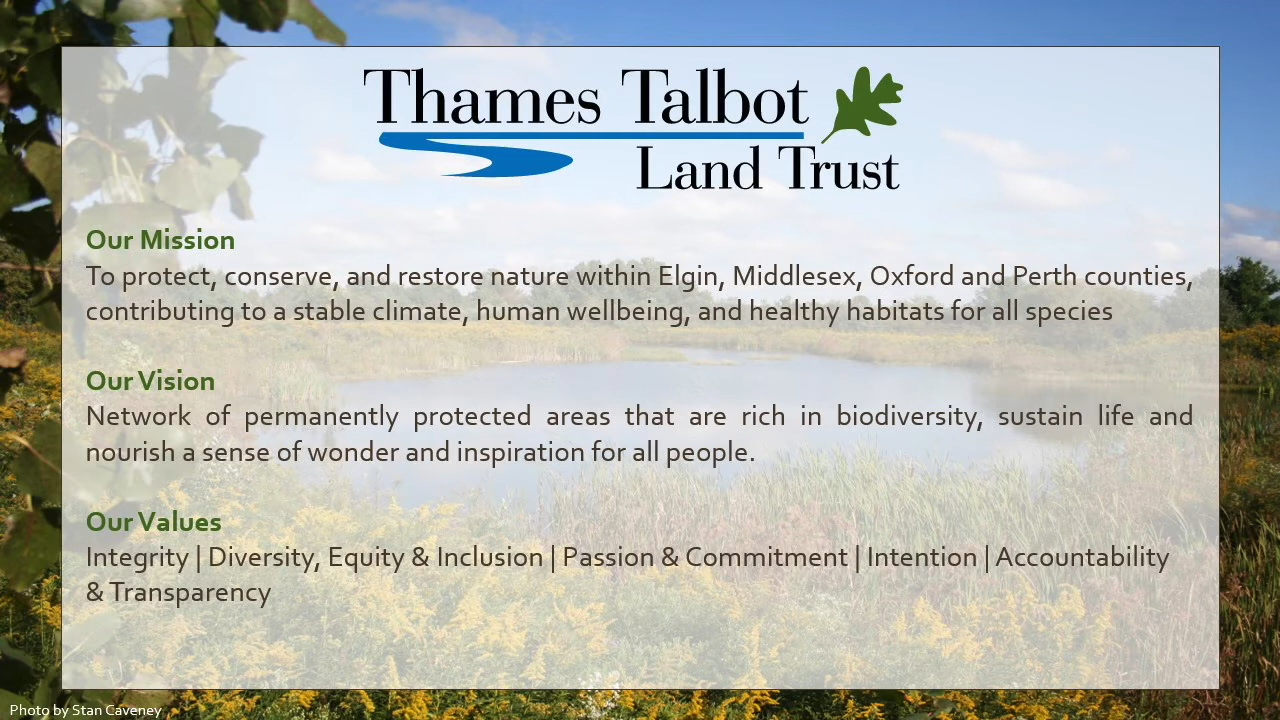 Thames Talbot
Land Trust
Our Mission
To protect, conserve, and restore nature within Elgin, Middlesex, Oxford and Perth counties,
contributing to a stable climate, human wellbeing, and healthy habitats for all species
Our Vision
Network of permanently protected areas that are rich in biodiversity, sustain life and
nourish a sense of wonder and inspiration for all people.
Our Values
Integrity | Diversity, Equity & Inclusion | Passion & Commitment | Intention | Accountability
& Transparency
Photo by Stan Caveney